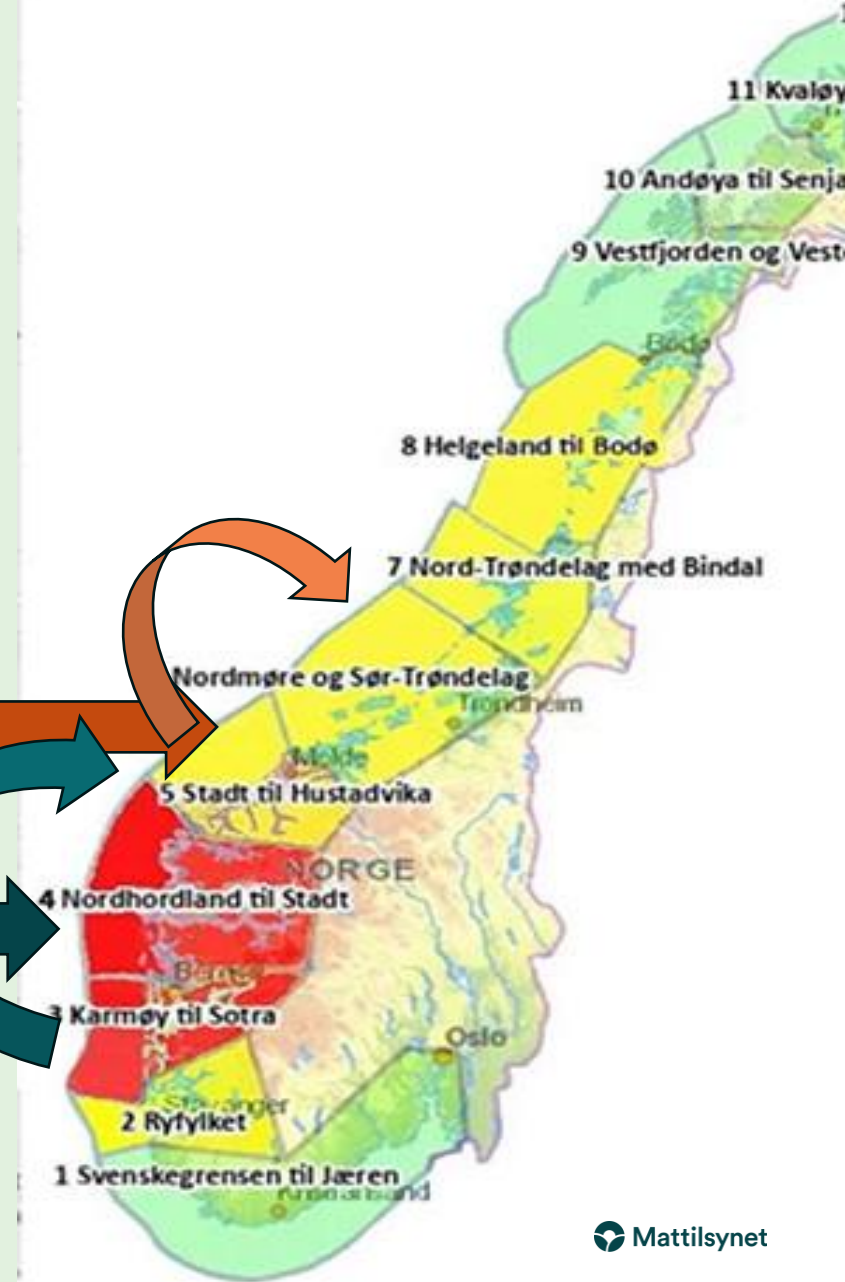 11 Kvaløy
10 Andøya til Senja
9 Vestfjorden og Vest
Bodø
8 Helgeland til Bodø
7 Nord-Trøndelag med Bindal
Nordmøre og Sør-Trøndelag
Trondheim
Molde
5 Stadt til Hustadvika
NORGE
4 Nordhordland til Stadt
3 Karmøy til Sotra
Oslo
2 Ryfylket
1 Svenskegrensen til Jæren
Mattilsynet